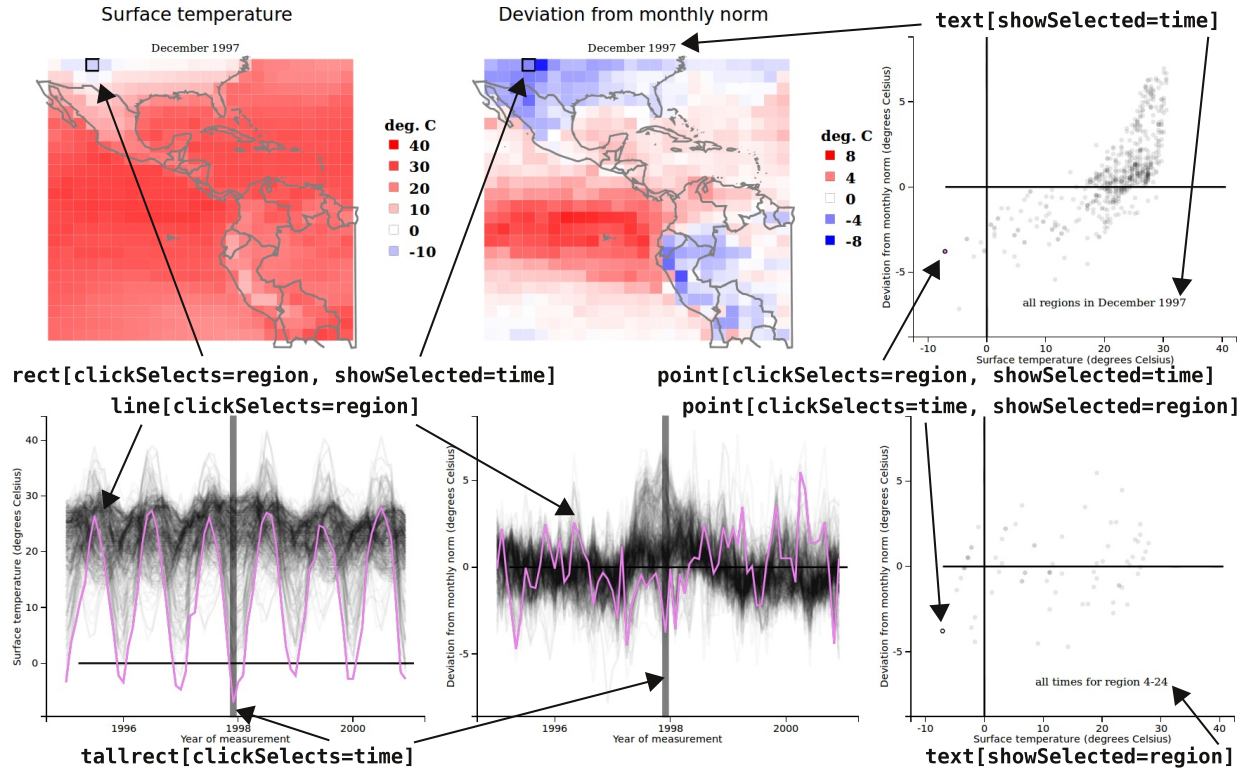 Surface temperature
Deviation from monthly norm
text[showSelected=time]
December 1997
December 1997
deg. C
40
30
20
10
0
-10
deg. C
8
4
0
-4
-8
Deviation from monthly norm (degrees Celsius)
5
0
-5
all regions in December 1997
-10
0
10
20
30
40
Surface temperature (degrees Celsius)
rect[clickSelects=region, showSelected=time]
point[clickSelects=region, showSelected=time]
line[clickSelects=region]
point[clickSelects=time, showSelected=region]
Surface temperature (degrees Celsius)
40
30
20
10
0
1996
1998
2000
Year of measurement
Deviation from monthly norm (degrees Celsius)
5
0
-5
1996
1998
2000
Year of measurement
Deviation from monthly norm (degrees Celsius)
5
0
-5
all times for region 4-24
-10
0
10
20
30
40
Surface temperature (degrees Celsius)
tallrect[clickSelects=time]
text[showSelected=region]